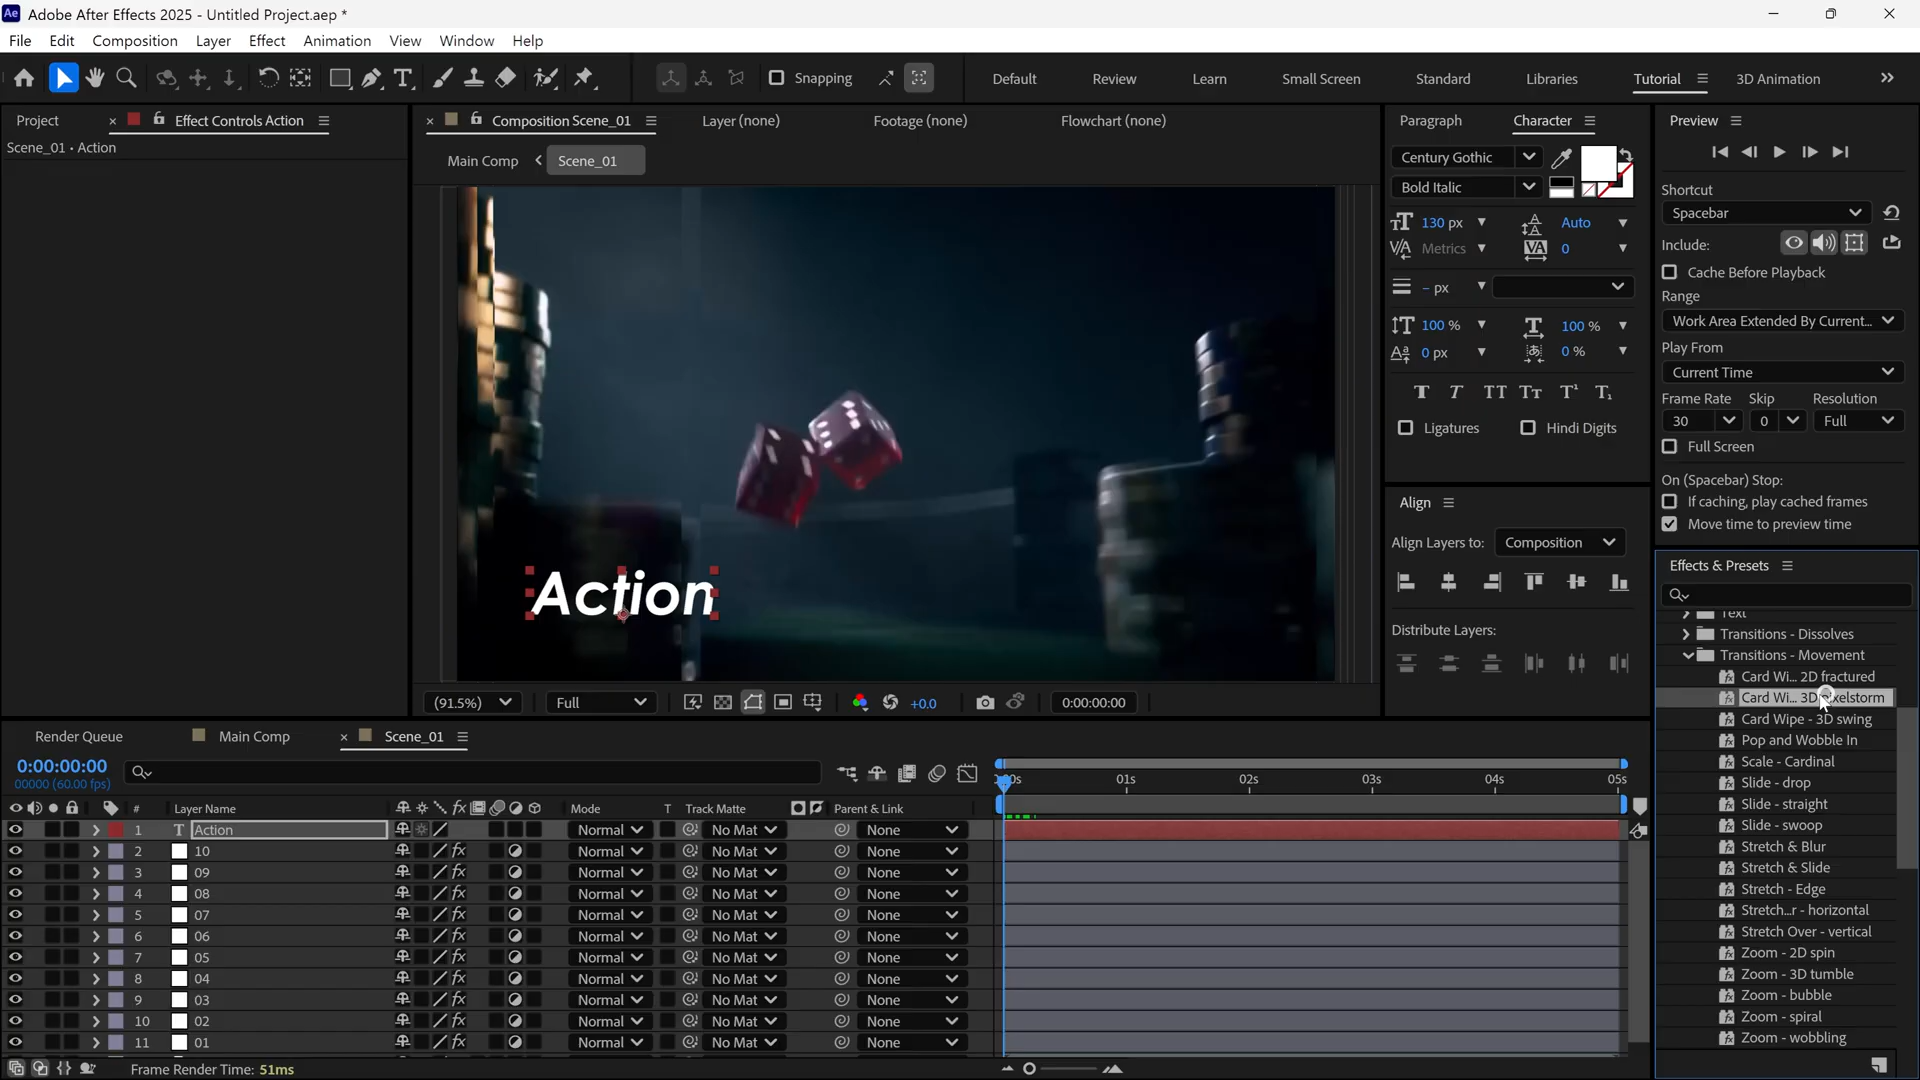 Adobe After Effects 2025 - Untitled Project.aep *
File Edit Composition Layer Effect Animation View Window Help
Snapping
Default Review Learn Small Screen Standard Libraries Tutorial 3D Animation
Project Effect Controls Action
Scene_01 • Action
Composition Scene_01 Layer (none) Footage (none) Flowchart (none)
Main Comp Scene_01
Action
(91.5%) Full +0.0 0:00:00:00
Paragraph Character
Century Gothic
Bold Italic
130 px Auto
Metrics 0
– px
100 % 100 %
0 px 0 %
Ligatures Hindi Digits
Align
Align Layers to: Composition
Distribute Layers:
Preview
Shortcut
Spacebar
Include:
Cache Before Playback
Range
Work Area Extended By Current...
Play From
Current Time
Frame Rate Skip Resolution
30 0 Full
Full Screen
On (Spacebar) Stop:
If caching, play cached frames
Move time to preview time
Effects & Presets
Text
Transitions - Dissolves
Transitions - Movement
Card Wi... 2D fractured
Card Wi... 3D pixelstorm
Card Wipe - 3D swing
Pop and Wobble In
Scale - Cardinal
Slide - drop
Slide - straight
Slide - swoop
Stretch & Blur
Stretch & Slide
Stretch - Edge
Stretch...r - horizontal
Stretch Over - vertical
Zoom - 2D spin
Zoom - 3D tumble
Zoom - bubble
Zoom - spiral
Zoom - wobbling
Render Queue Main Comp Scene_01
0:00:00:00
00000 (60.00 fps)
:00s 01s 02s 03s 04s 05s
# Layer Name Mode T Track Matte Parent & Link
1 T Action Normal No Mat None
2 10 Normal No Mat None
3 09 Normal No Mat None
4 08 Normal No Mat None
5 07 Normal No Mat None
6 06 Normal No Mat None
7 05 Normal No Mat None
8 04 Normal No Mat None
9 03 Normal No Mat None
10 02 Normal No Mat None
11 01 Normal No Mat None
Frame Render Time: 51ms